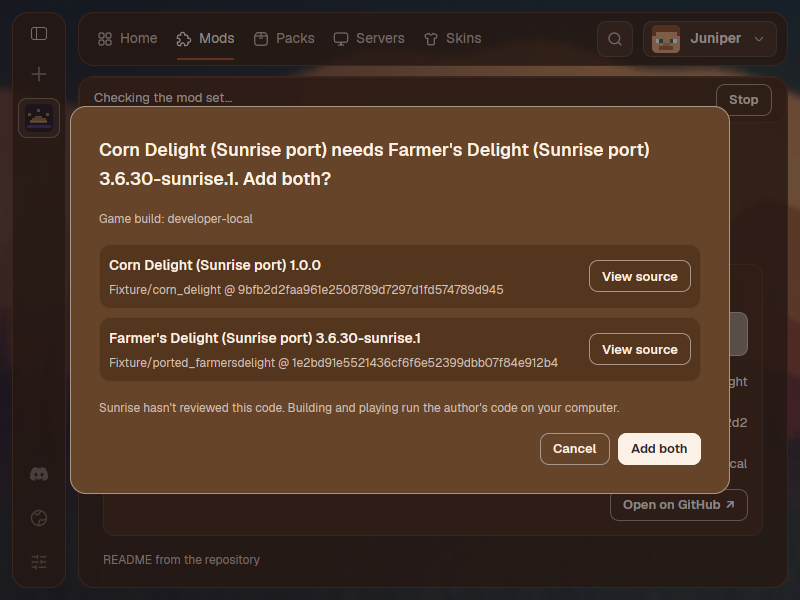 Home Mods Packs Servers Skins Juniper
Checking the mod set...
Stop
Corn Delight (Sunrise port) needs Farmer's Delight (Sunrise port)
3.6.30-sunrise.1. Add both?
Game build: developer-local
Corn Delight (Sunrise port) 1.0.0
Fixture/corn_delight @ 9bfb2d2faa961e2508789d7297d1fd574789d945
View source
Farmer's Delight (Sunrise port) 3.6.30-sunrise.1
Fixture/ported_farmersdelight @ 1e2bd91e5521436cf6f6e52399dbb07f84e912b4
View source
Sunrise hasn't reviewed this code. Building and playing run the author's code on your computer.
Cancel Add both
Open on GitHub ↗
README from the repository